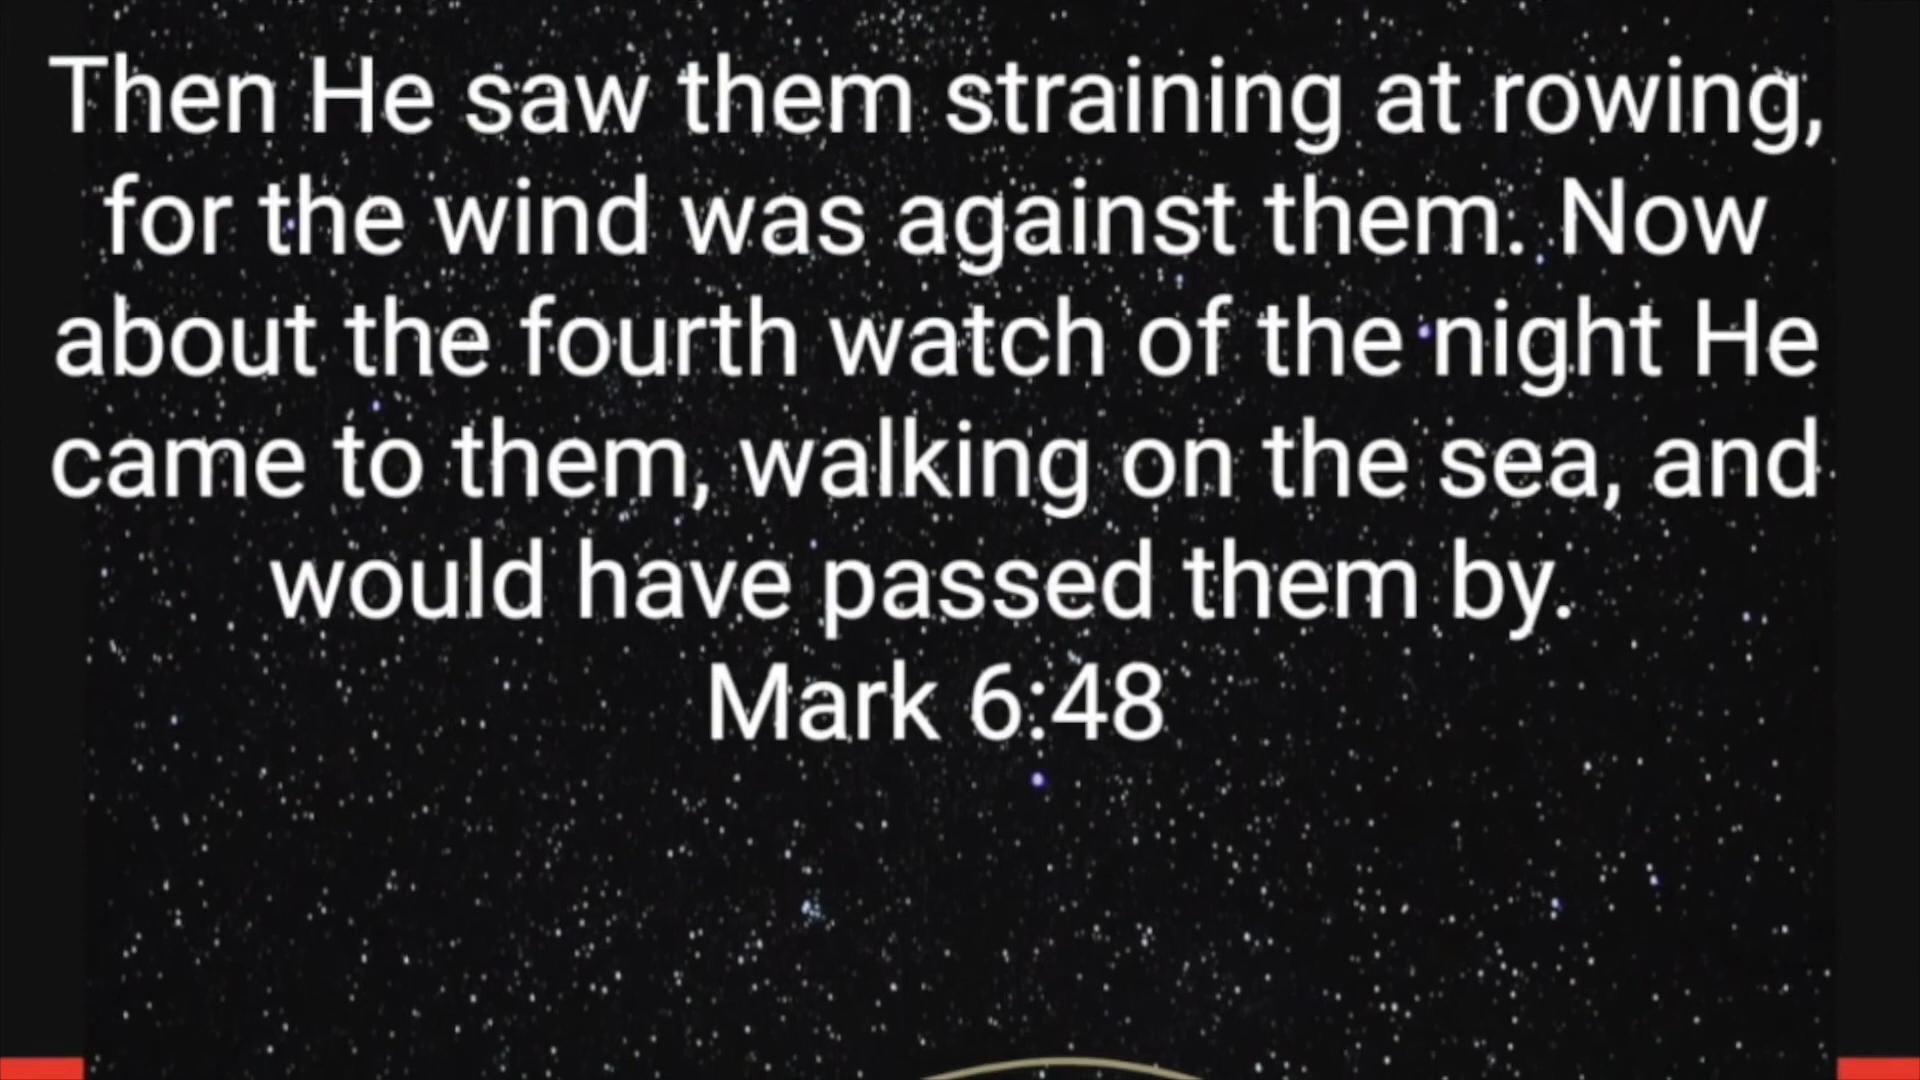 Then He saw them straining at rowing,
for the wind was against them. Now
about the fourth watch of the night He
came to them, walking on the sea, and
would have passed them by.
Mark 6:48